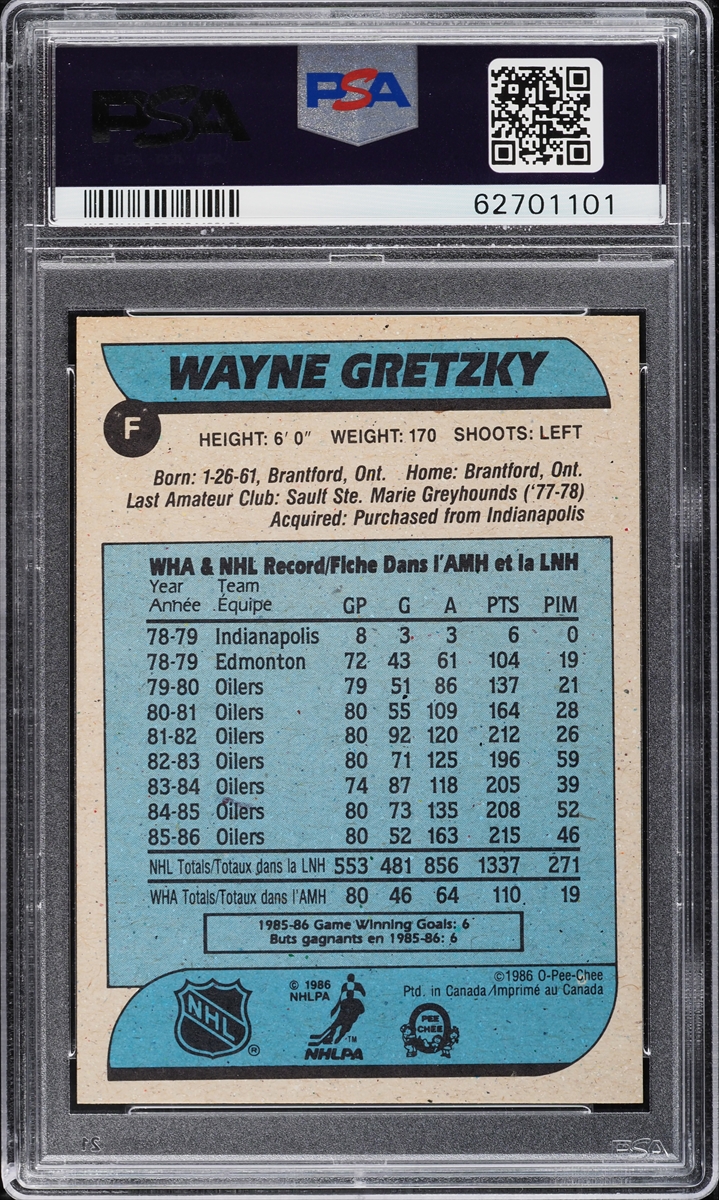 PSA
PSA
62701101
WAYNE GRETZKY
F
HEIGHT: 6' 0" WEIGHT: 170 SHOOTS: LEFT
Born: 1-26-61, Brantford, Ont. Home: Brantford, Ont.
Last Amateur Club: Saulf Ste. Marie Greyhounds ('77-78)
Acquired: Purchased from Indianapolis
WHA & NHL Record/Fiche Dans l'AMH et la LNH
Year Team
Année Équipe GP G A PTS PIM
78-79 Indianapolis 8 3 3 6 0
78-79 Edmonton 72 43 61 104 19
79-80 Oilers 79 51 86 137 21
80-81 Oilers 80 55 109 164 28
81-82 Oilers 80 92 120 212 26
82-83 Oilers 80 71 125 196 59
83-84 Oilers 74 87 118 205 39
84-85 Oilers 80 73 135 208 52
85-86 Oilers 80 52 163 215 46
NHL Totals/Totaux dans la LNH 553 481 856 1337 271
WHA Totals/Totaux dans l'AMH 80 46 64 110 19
1985-86 Game Winning Goals: 6
Buts gagnants en 1985-86: 6
©1986 O-Pee-Chee
Ptd. in Canada/Imprimé au Canada
© 1986
NHLPA
NHL
®
TM
NHLPA
O
PEE
CHEE
21
PSA